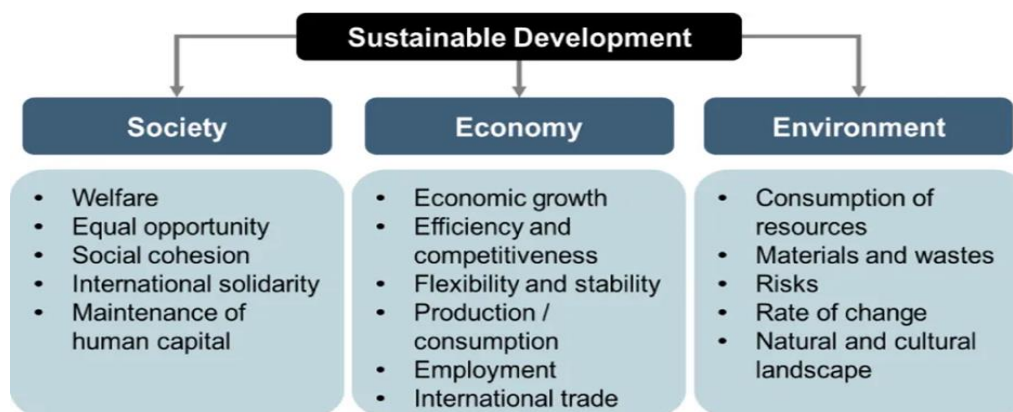 Sustainable Development
Society
• Welfare
• Equal opportunity
• Social cohesion
• International solidarity
• Maintenance of
human capital
Economy
• Economic growth
• Efficiency and
competitiveness
• Flexibility and stability
• Production /
consumption
• Employment
• International trade
Environment
• Consumption of
resources
• Materials and wastes
• Risks
• Rate of change
• Natural and cultural
landscape